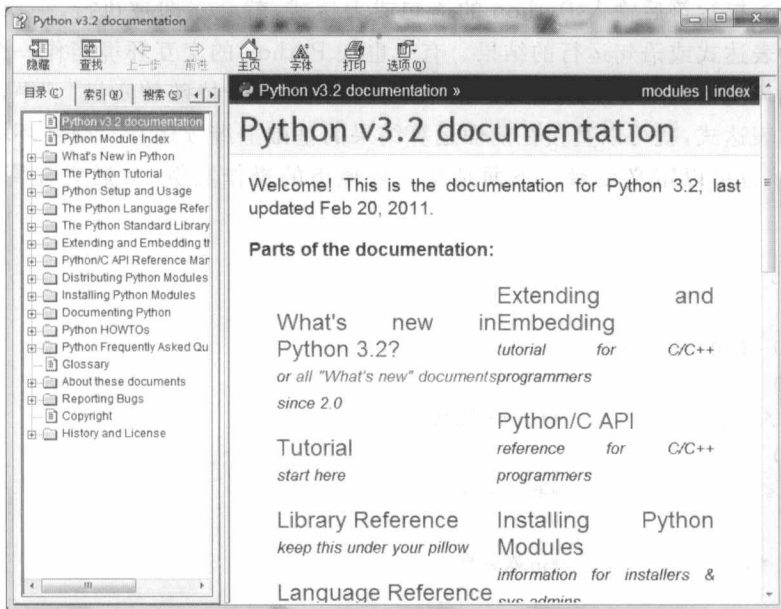 Python v3.2 documentation
隐藏 查找 上一步 前进 主页 字体 打印 选项(O)
目录(C) 索引(N) 搜索(S)
Python v3.2 documentation
Python Module Index
What's New in Python
The Python Tutorial
Python Setup and Usage
The Python Language Refer
The Python Standard Library
Extending and Embedding th
Python/C API Reference Man
Distributing Python Modules
Installing Python Modules
Documenting Python
Python HOWTOs
Python Frequently Asked Qu
Glossary
About these documents
Reporting Bugs
Copyright
History and License
Python v3.2 documentation »
modules | index
Python v3.2 documentation
Welcome! This is the documentation for Python 3.2, last
updated Feb 20, 2011.
Parts of the documentation:
What's new in
Python 3.2?
or all "What's new" documents
since 2.0
Tutorial
start here
Library Reference
keep this under your pillow
Language Reference
Extending and
Embedding
tutorial for C/C++
programmers
Python/C API
reference for C/C++
programmers
Installing Python
Modules
information for installers &
sys-admins